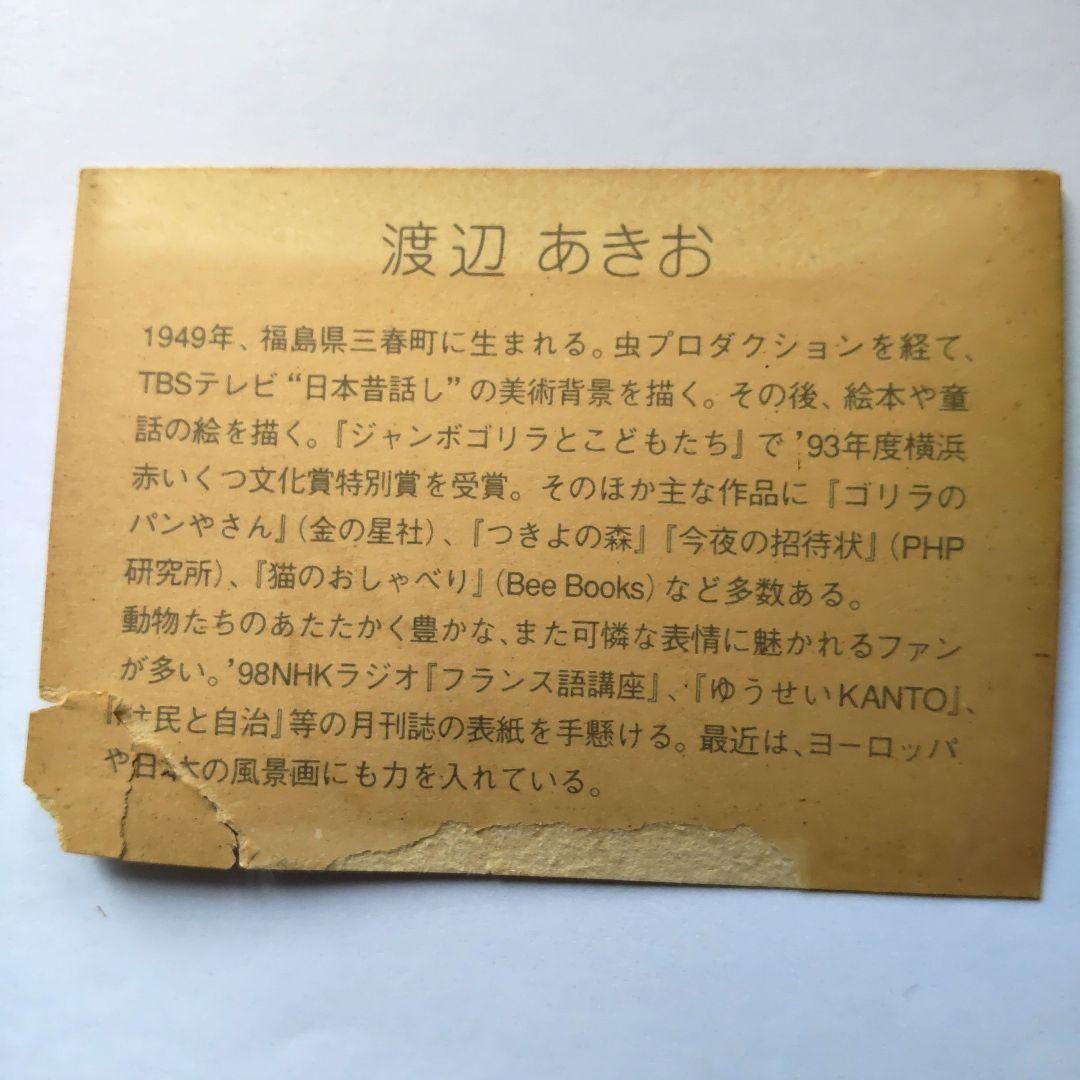 渡辺 あきお
1949年、福島県三春町に生まれる。虫プロダクションを経て、
TBSテレビ“日本昔話し”の美術背景を描く。その後、絵本や童
話の絵を描く。『ジャンボゴリラとこどもたち』で’93年度横浜
赤いくつ文化賞特別賞を受賞。そのほか主な作品に『ゴリラの
パンやさん』(金の星社)、『つきよの森』『今夜の招待状』(PHP
研究所)、『猫のおしゃべり』(Bee Books)など多数ある。
動物たちのあたたかく豊かな、また可憐な表情に魅かれるファン
が多い。’98NHKラジオ『フランス語講座』、『ゆうせいKANTO』、
『住民と自治』等の月刊誌の表紙を手懸ける。最近は、ヨーロッパ
や日本の風景画にも力を入れている。